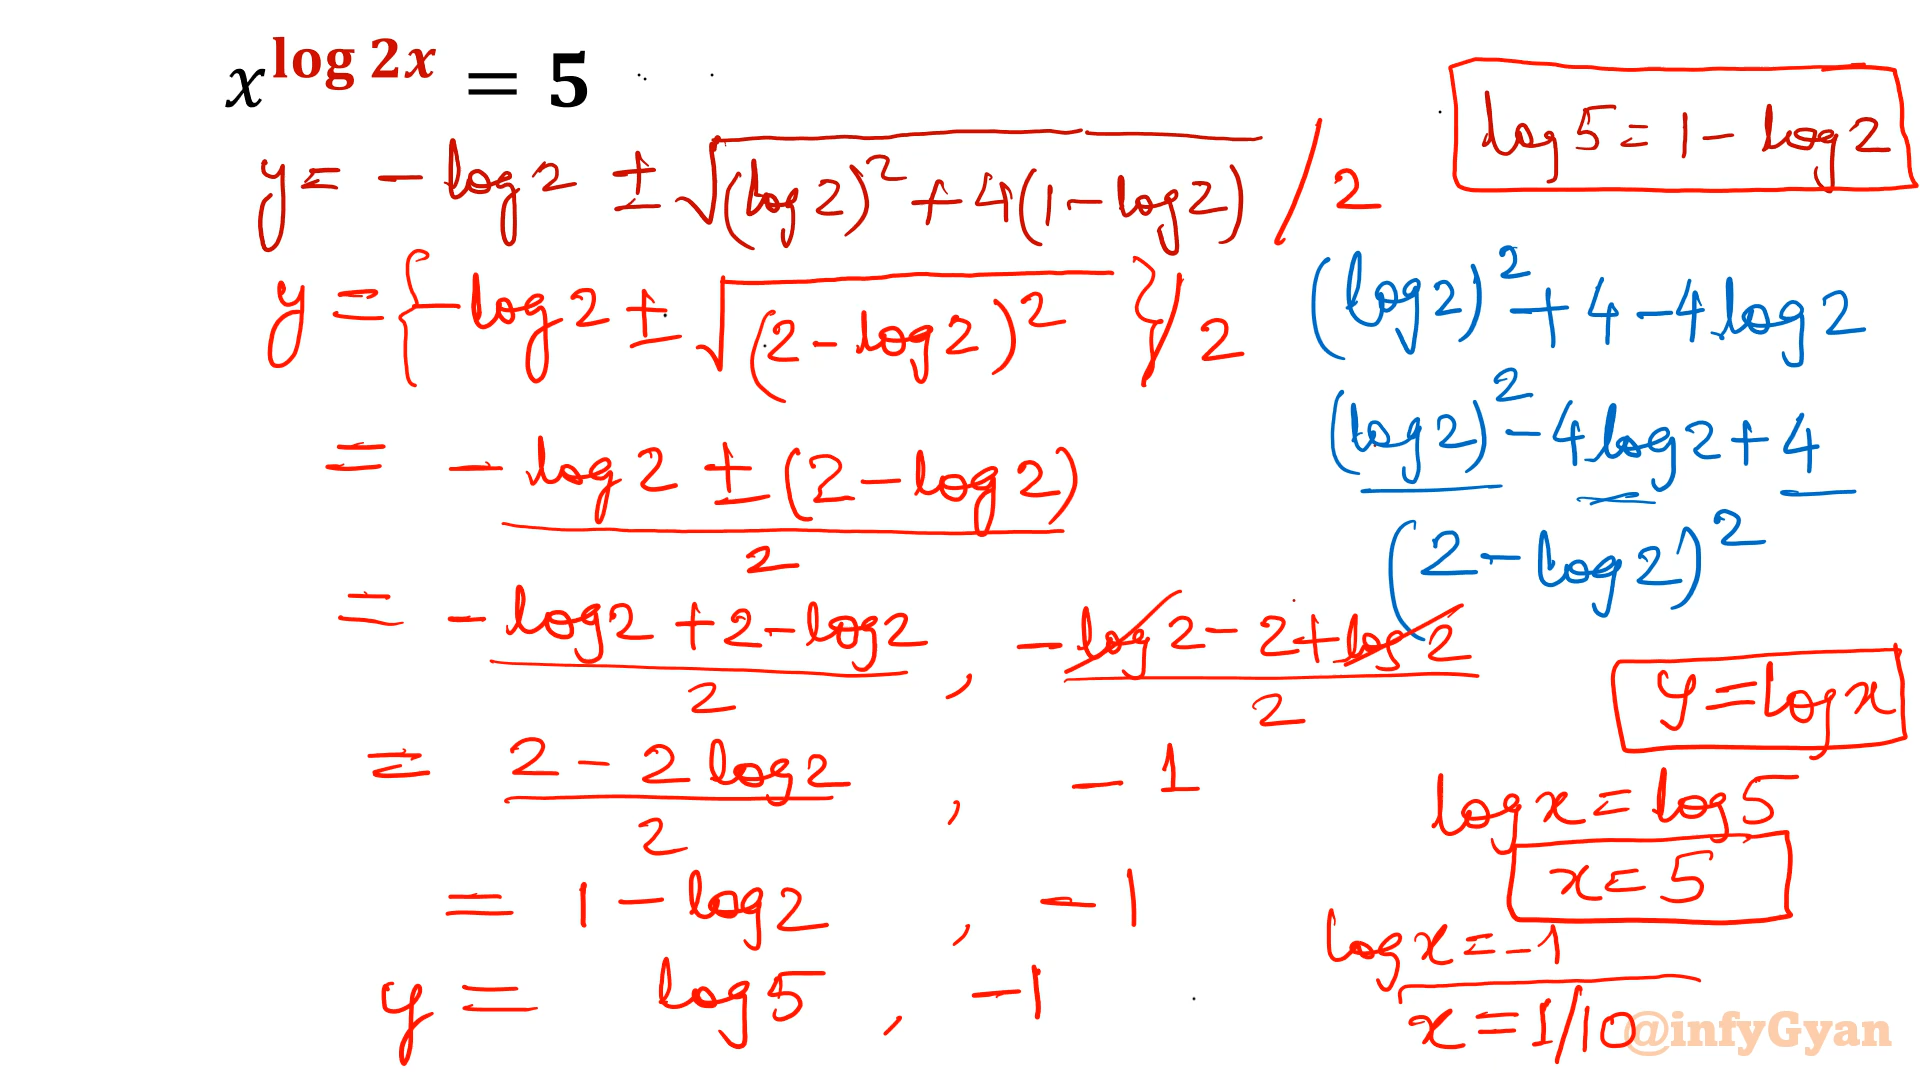 x^{log 2x} = 5
log 5 = 1 - log 2
y = - log 2 ± √((log 2)² + 4(1 - log 2)) / 2
y = {- log 2 ± √((2 - log 2)²)} / 2
(log 2)² + 4 - 4 log 2
= - log 2 ± (2 - log 2)
2
(log 2)² - 4 log 2 + 4
(2 - log 2)²
= - log 2 + 2 - log 2 , - log 2 - 2 + log 2
2 2
y = log x
= 2 - 2 log 2 , - 1
2
log x = log 5
x = 5
= 1 - log 2 , - 1
log x = -1
y = log 5 , - 1
x = 1/10
@infyGyan